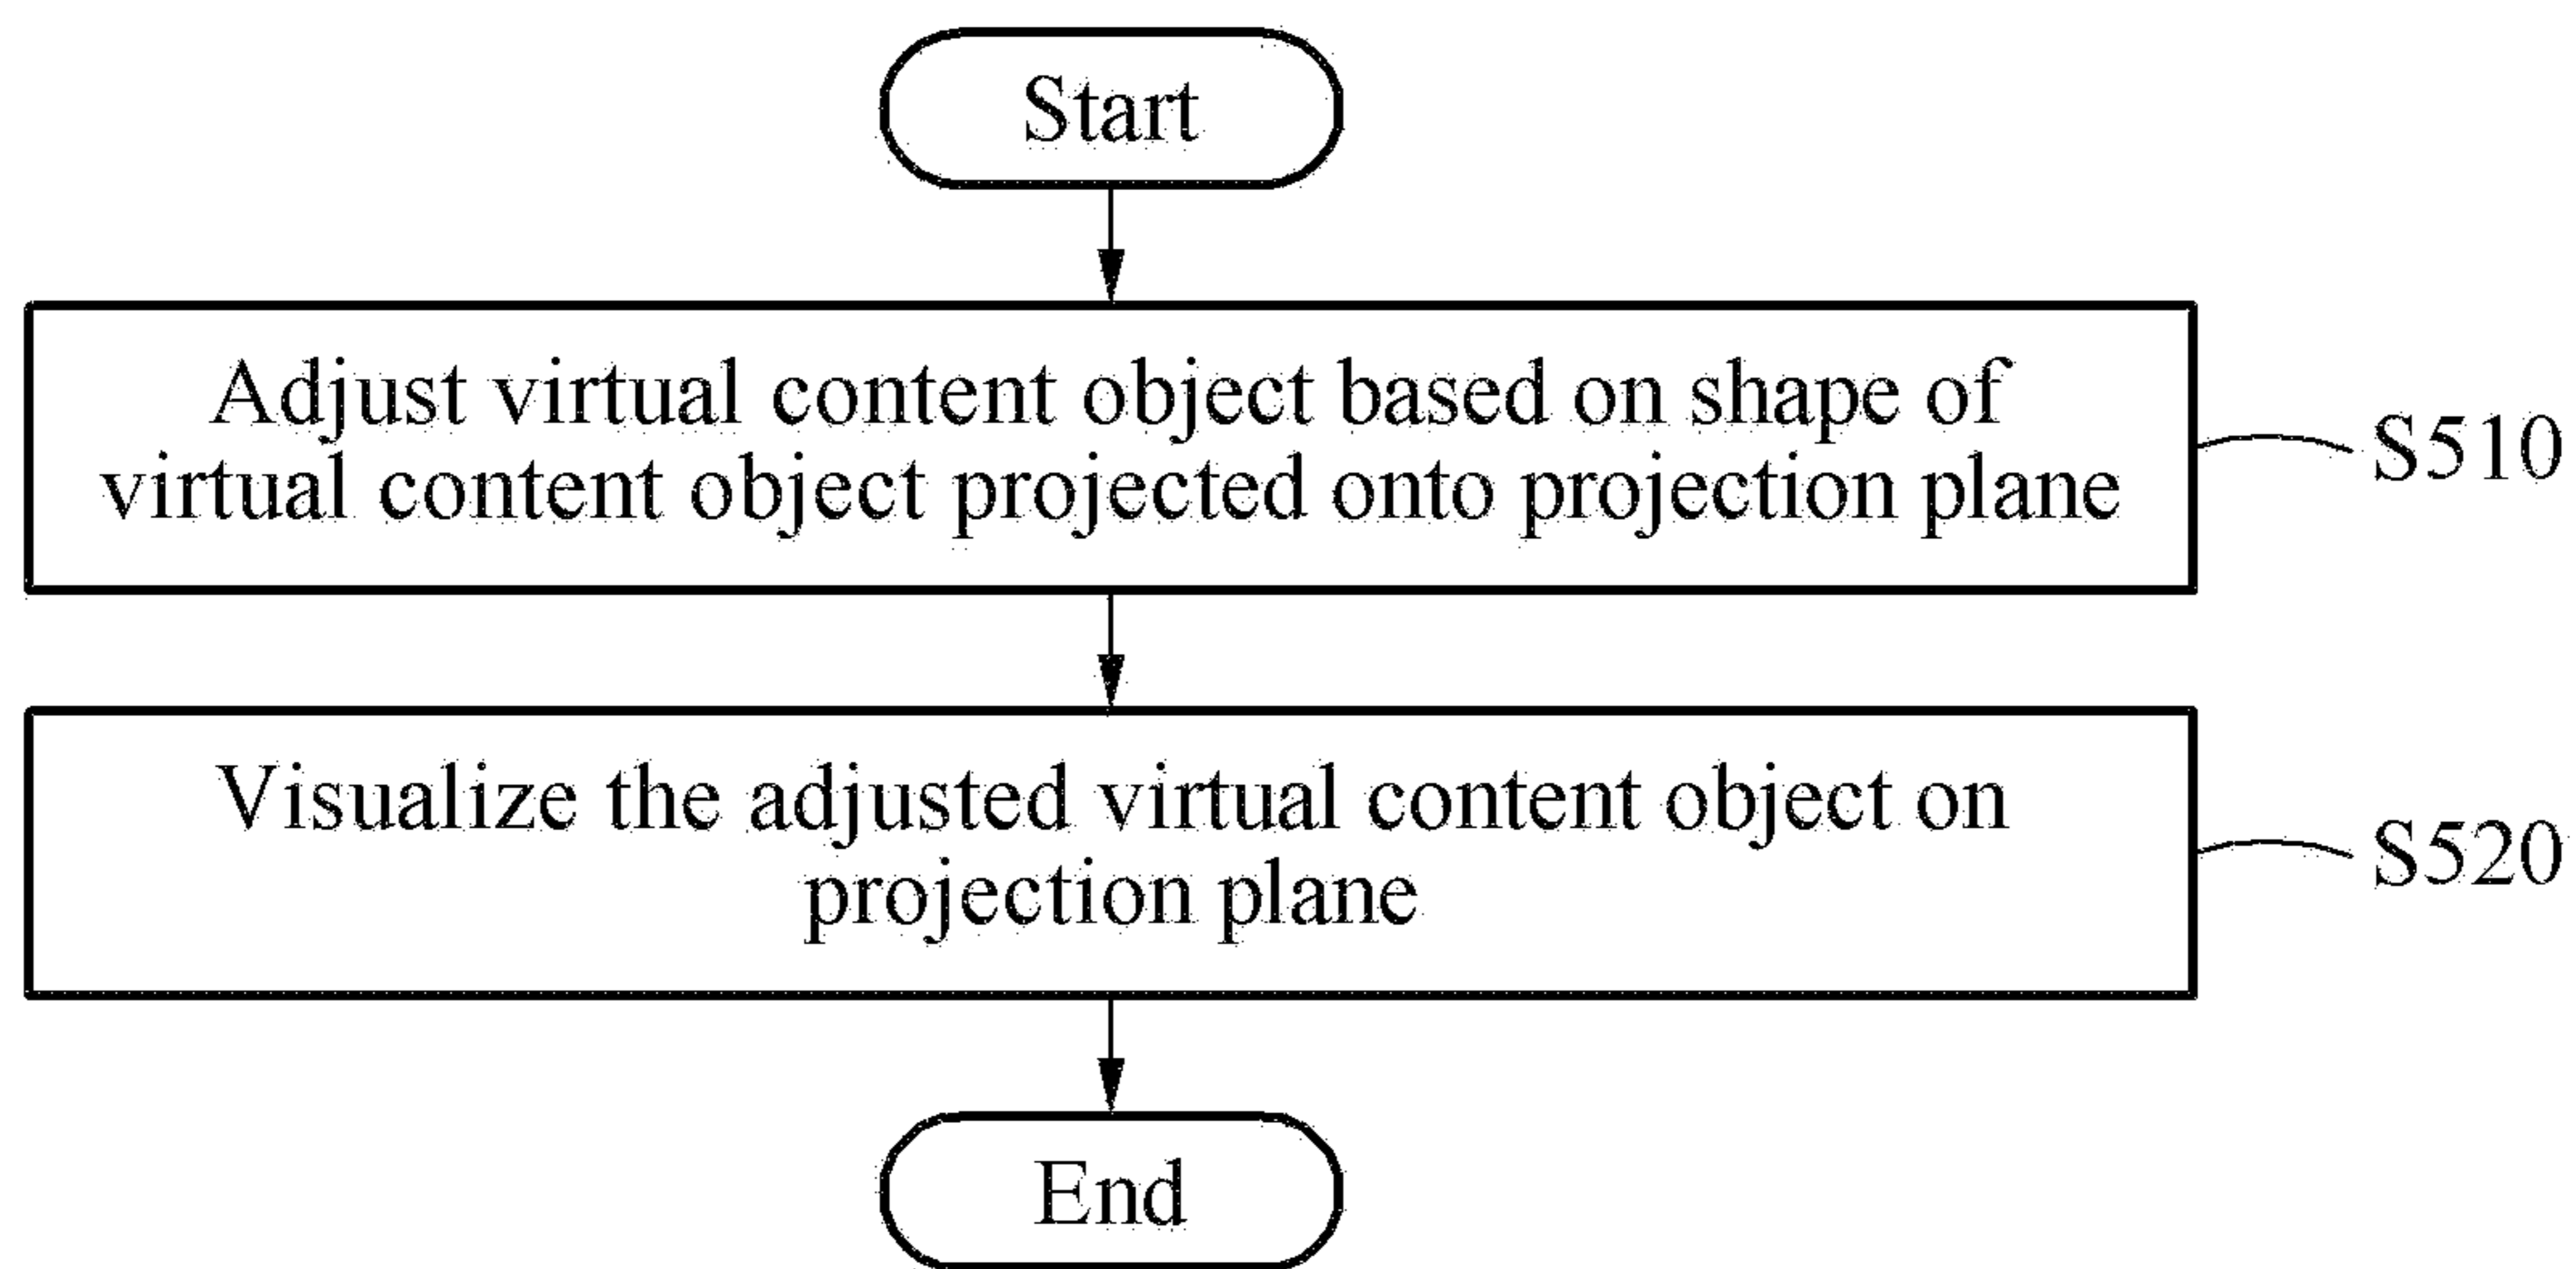 Start
Adjust virtual content object based on shape of
virtual content object projected onto projection plane
S510
Visualize the adjusted virtual content object on
projection plane
S520
End